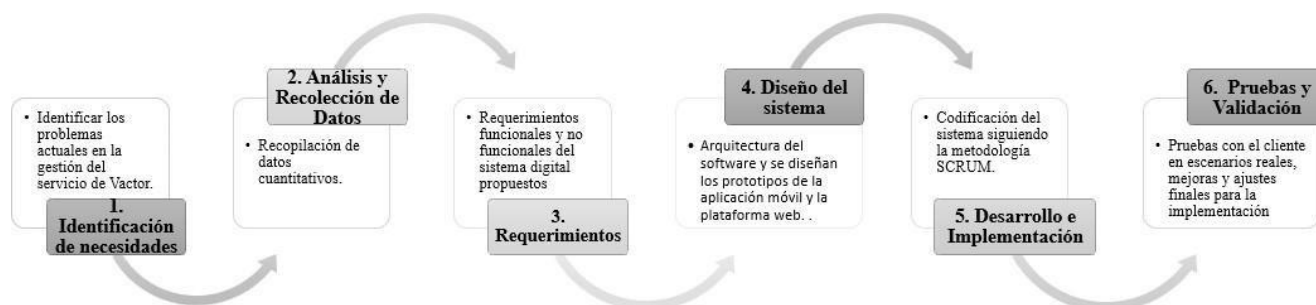 • Identificar los
problemas
actuales en la
gestión del
servicio de Vactor.
1.
Identificación
de necesidades
2. Análisis y
Recolección de
Datos
• Recopilación de
datos
cuantitativos.
• Requerimientos
funcionales y no
funcionales del
sistema digital
propuestos
3.
Requerimientos
4. Diseño del
sistema
• Arquitectura del
software y se diseñan
los prototipos de la
aplicación móvil y la
plataforma web. .
• Codificación del
sistema siguiendo
la metodología
SCRUM.
5. Desarrollo e
Implementación
6. Pruebas y
Validación
• Pruebas con el cliente
en escenarios reales,
mejoras y ajustes
finales para la
implementación